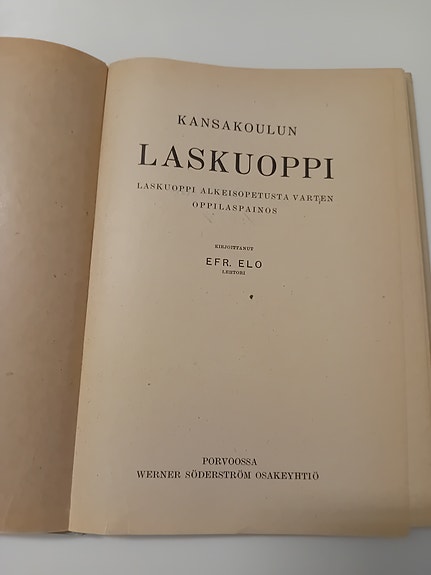 KANSAKOULUN
LASKUOPPI
LASKUOPPI ALKEISOPETUSTA VARTEN
OPPILASPAINOS
KIRJOITTANUT
EFR. ELO
LEHTORI
PORVOOSSA
WERNER SÖDERSTRÖM OSAKEYHTIÖ